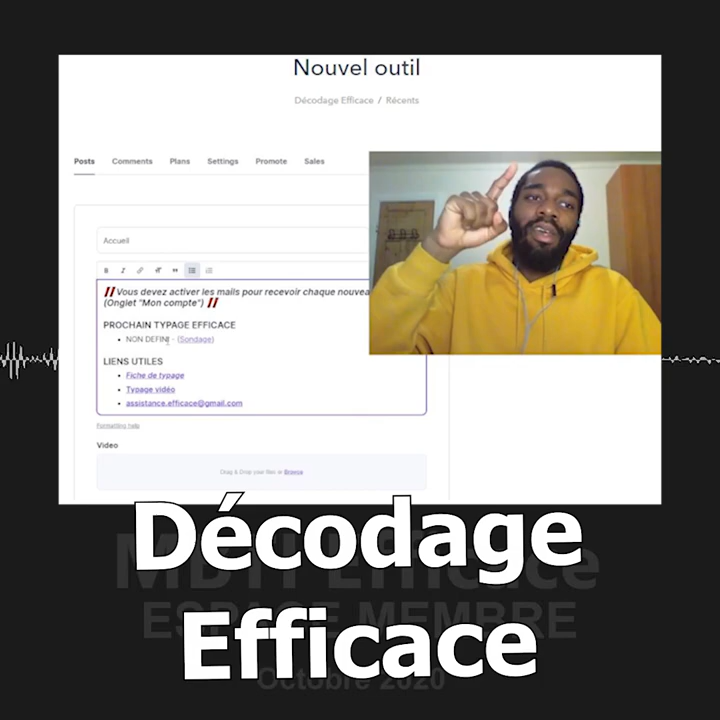 Nouvel outil
Décodage Efficace / Récents
Posts Comments Plans Settings Promote Sales
Accueil
B I
Vous devez activer les mails pour recevoir chaque nouvea
(Onglet "Mon compte")
PROCHAIN TYPAGE EFFICACE
NON DEFINI - (Sondage)
LIENS UTILES
Fiche de typage
Typage vidéo
assistance.efficace@gmail.com
Formatting help
Video
Drag & Drop your files or Browse
Décodage
MBTI Efficace
ESPACE MEMBRE
Efficace
Octobre 2020